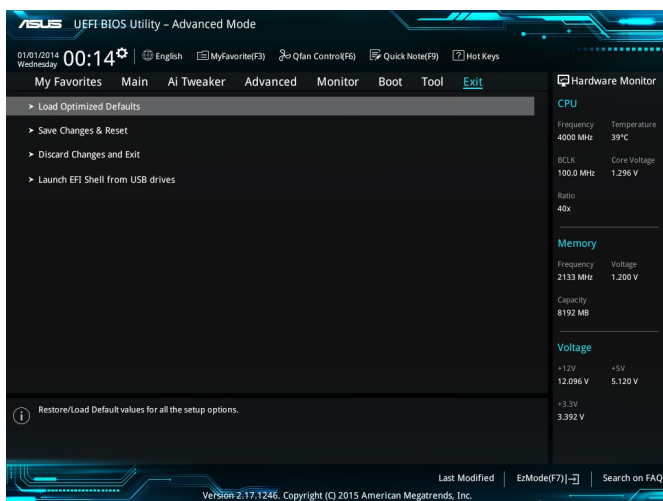 ASUS UEFI BIOS Utility – Advanced Mode
01/01/2014 Wednesday 00:14 English MyFavorite(F3) Qfan Control(F6) Quick Note(F9) ? Hot Keys
My Favorites Main Ai Tweaker Advanced Monitor Boot Tool Exit
Load Optimized Defaults
Save Changes & Reset
Discard Changes and Exit
Launch EFI Shell from USB drives
Hardware Monitor
CPU
Frequency Temperature
4000 MHz 39°C
BCLK Core Voltage
100.0 MHz 1.296 V
Ratio
40x
Memory
Frequency Voltage
2133 MHz 1.200 V
Capacity
8192 MB
Voltage
+12V +5V
12.096 V 5.120 V
+3.3V
3.392 V
i Restore/Load Default values for all the setup options.
Last Modified EzMode(F7) Search on FAQ
Version 2.17.1246. Copyright (C) 2015 American Megatrends, Inc.